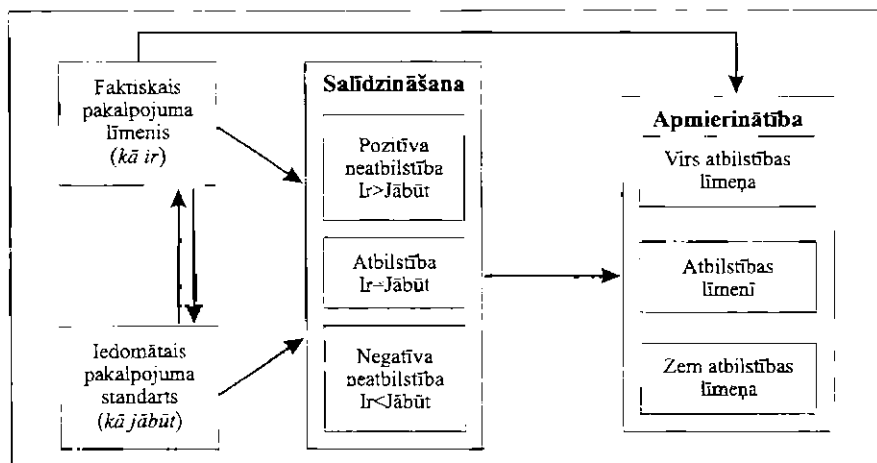 Faktiskais
pakalpojuma
līmenis
(kā ir)
Iedomātais
pakalpojuma
standarts
(kā jābūt)
Salīdzināšana
Pozitīva
neatbilstība
Ir>Jābūt
Atbilstība
Ir=Jābūt
Negatīva
neatbilstība
Ir<Jābūt
Apmierinātība
Virs atbilstības
līmeņa
Atbilstības
līmenī
Zem atbilstības
līmeņa